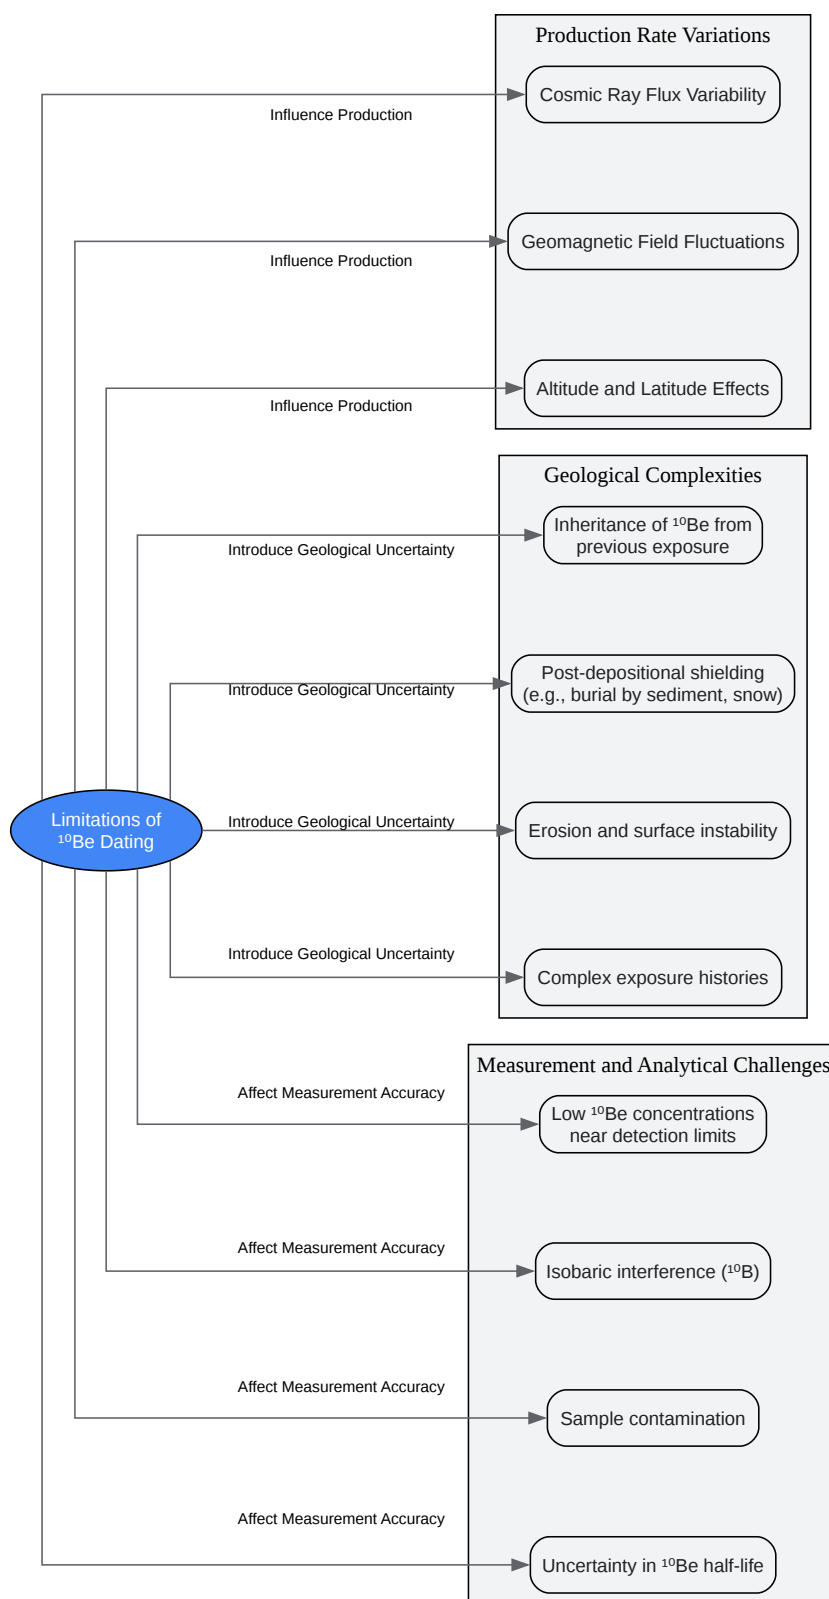 Production Rate Variations
Cosmic Ray Flux Variability
Influence Production
Geomagnetic Field Fluctuations
Influence Production
Altitude and Latitude Effects
Influence Production
Geological Complexities
Inheritance of ¹⁰Be from
previous exposure
Introduce Geological Uncertainty
Post-depositional shielding
(e.g., burial by sediment, snow)
Introduce Geological Uncertainty
Limitations of
¹⁰Be Dating
Introduce Geological Uncertainty
Erosion and surface instability
Introduce Geological Uncertainty
Complex exposure histories
Measurement and Analytical Challenges
Affect Measurement Accuracy
Low ¹⁰Be concentrations
near detection limits
Affect Measurement Accuracy
Isobaric interference (¹⁰B)
Affect Measurement Accuracy
Sample contamination
Affect Measurement Accuracy
Uncertainty in ¹⁰Be half-life